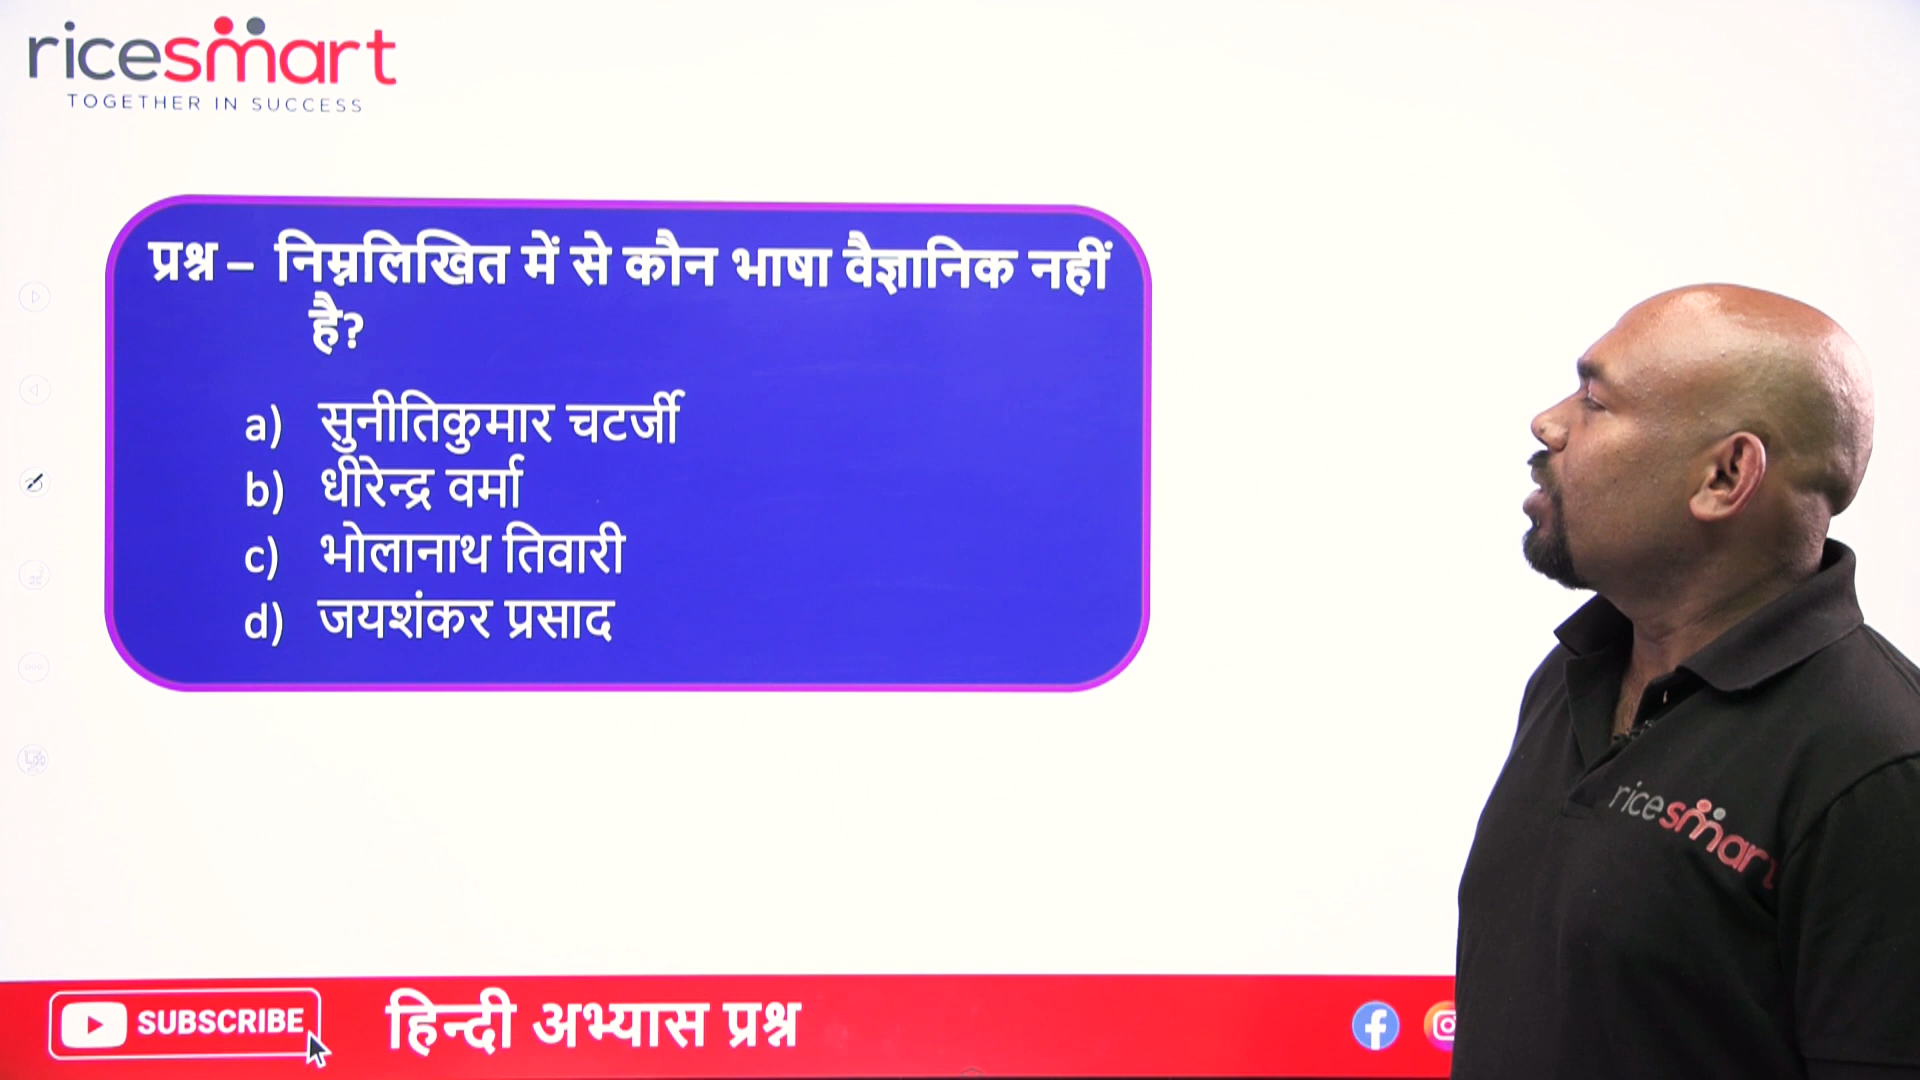 ricesmart
TOGETHER IN SUCCESS
प्रश्न – निम्नलिखित में से कौन भाषा वैज्ञानिक नहीं
है?
a) सुनीतिकुमार चटर्जी
b) धीरेन्द्र वर्मा
c) भोलानाथ तिवारी
d) जयशंकर प्रसाद
ricesmart
SUBSCRIBE
हिन्दी अभ्यास प्रश्न